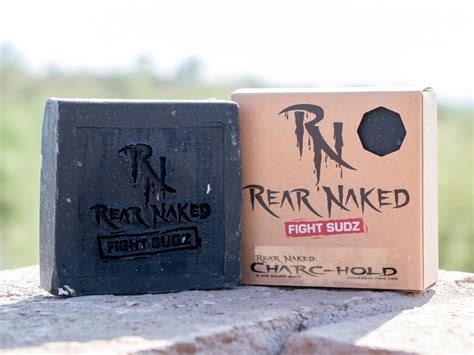 RN
REAR NAKED
FIGHT SUDZ
RN
REAR NAKED
FIGHT SUDZ
REAR NAKED
CHARC-HOLD